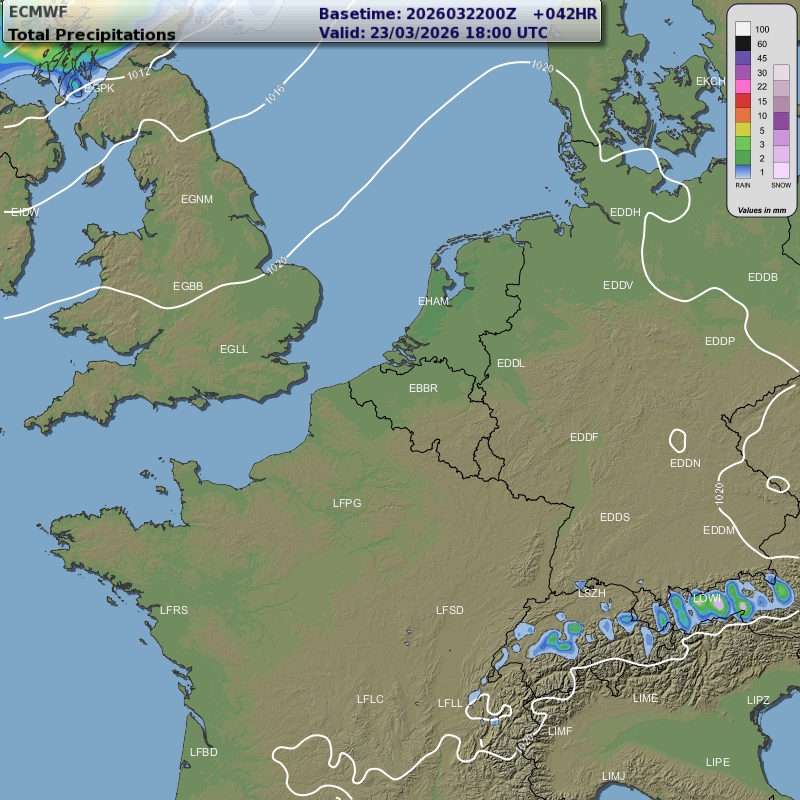 ECMWF
Basetime: 2026032200Z +042HR
Total Precipitations
Valid: 23/03/2026 18:00 UTC
100
60
45
30
22
15
10
5
3
2
1
RAIN SNOW
Values in mm
1012
1016
1020
EGPK
EKCH
EIDW
EGNM
EDDH
1020
EGBB
EDDV
EDDB
EHAM
EGLL
EDDP
EDDL
EBBR
EDDF
EDDN
1020
LFPG
EDDS
EDDM
LSZH
LOWI
LFRS
LFSD
LFLC
LFLL
LIME
LIPZ
LIMF
LFBD
LIPE
LIMJ